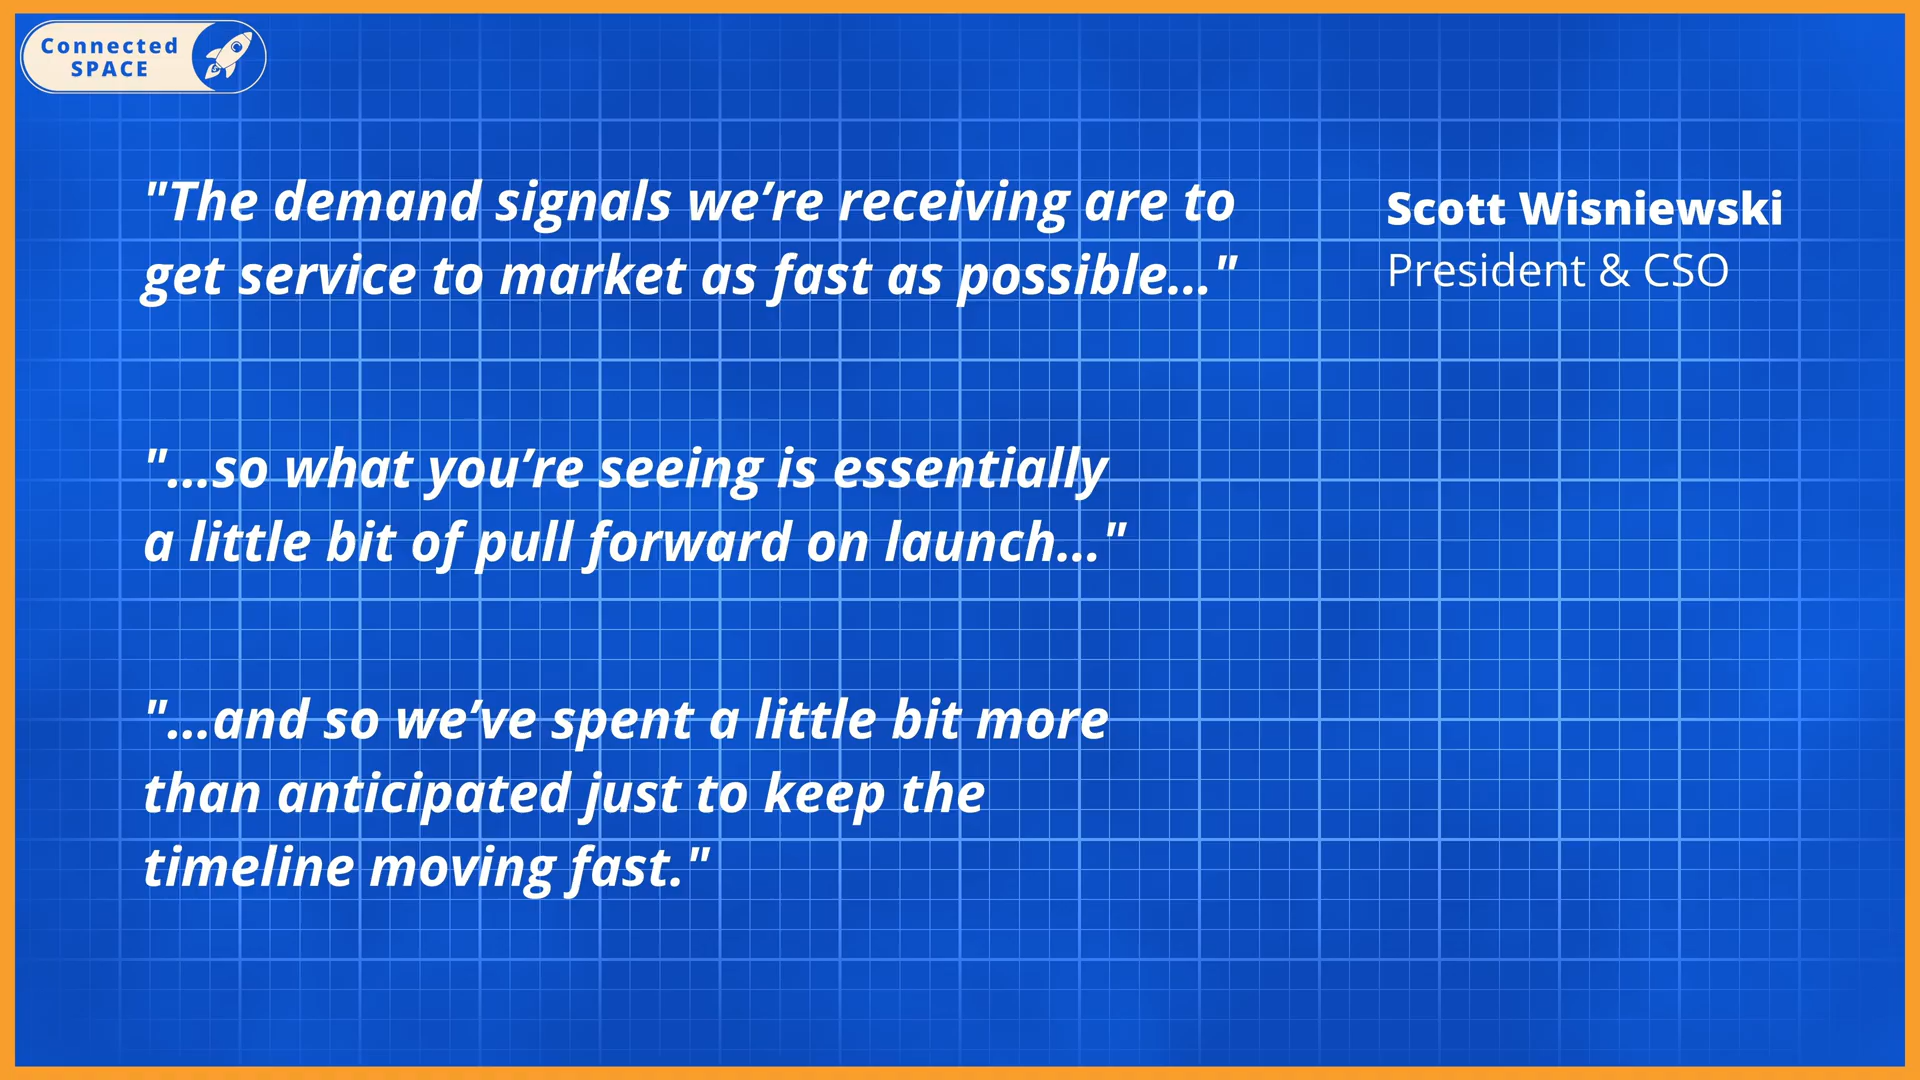 Connected
SPACE
"The demand signals we’re receiving are to
get service to market as fast as possible..."
Scott Wisniewski
President & CSO
"...so what you’re seeing is essentially
a little bit of pull forward on launch..."
"...and so we’ve spent a little bit more
than anticipated just to keep the
timeline moving fast."